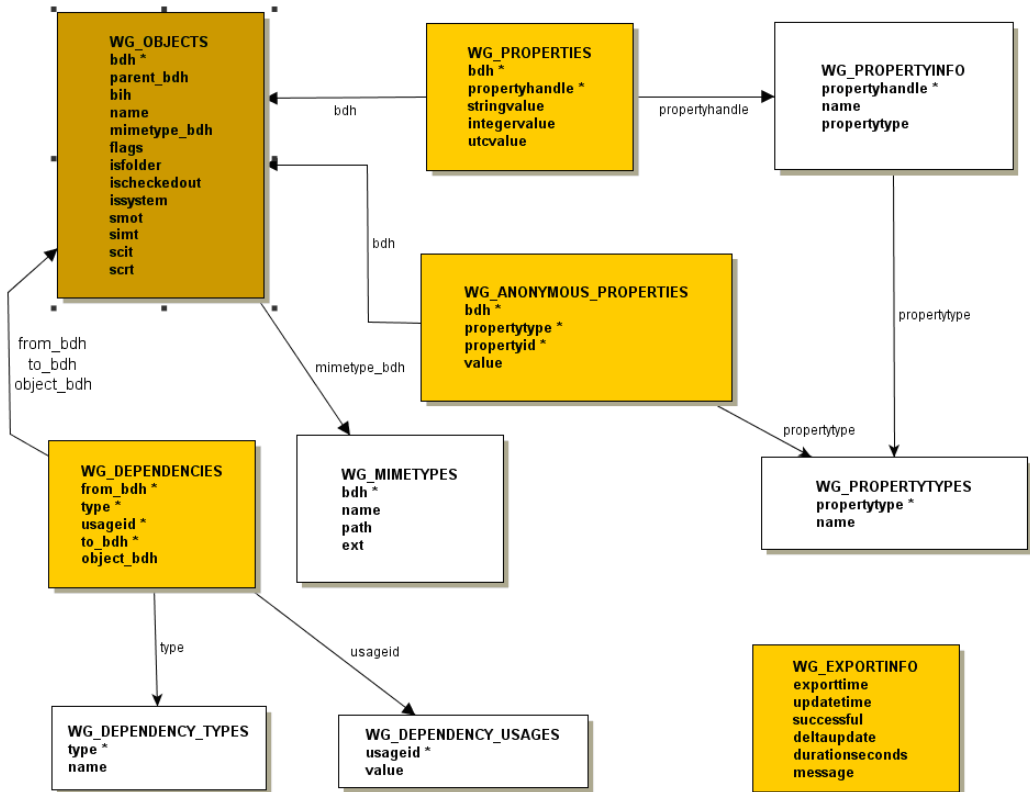 WG_OBJECTS
bdh *
parent_bdh
bih
name
mimetype_bdh
flags
isfolder
ischeckedout
issystem
smot
simt
scit
scrt
WG_PROPERTIES
bdh *
propertyhandle *
stringvalue
integervalue
utcvalue
WG_PROPERTYINFO
propertyhandle *
name
propertytype
bdh
propertyhandle
bdh
WG_ANONYMOUS_PROPERTIES
bdh *
propertytype *
propertyid *
value
propertytype
from_bdh
to_bdh
object_bdh
mimetype_bdh
propertytype
WG_DEPENDENCIES
from_bdh *
type *
usageid *
to_bdh *
object_bdh
WG_MIMETYPES
bdh *
name
path
ext
WG_PROPERTYTYPES
propertytype *
name
type
usageid
WG_DEPENDENCY_TYPES
type *
name
WG_DEPENDENCY_USAGES
usageid *
value
WG_EXPORTINFO
exporttime
updatetime
successful
deltaupdate
durationseconds
message